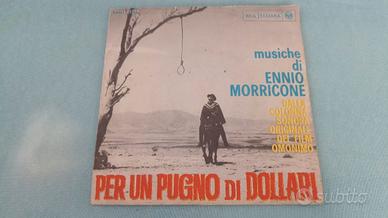 RCA ITALIANA
musiche
di
ENNIO
MORRICONE
DALLA
COLONNA
SONORA
ORIGINALE
DEL FILM
OMONIMO
PER UN PUGNO DI DOLLARI
subito